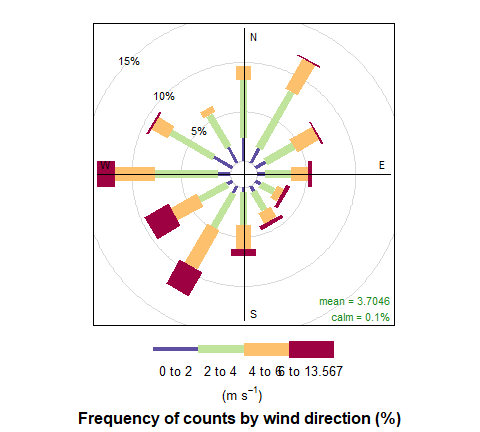 N
15%
10%
5%
W
E
S
mean = 3.7046
calm = 0.1%
0 to 2 2 to 4 4 to 6 6 to 13.567
(m s⁻¹)
Frequency of counts by wind direction (%)